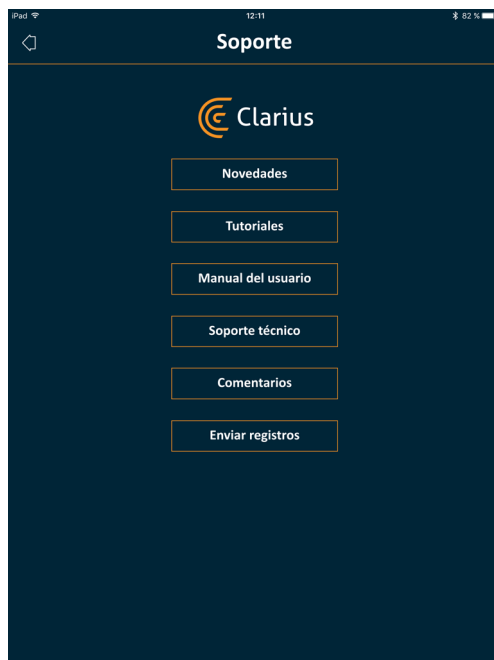 iPad 12:11 82 %
Soporte
Clarius
Novedades
Tutoriales
Manual del usuario
Soporte técnico
Comentarios
Enviar registros